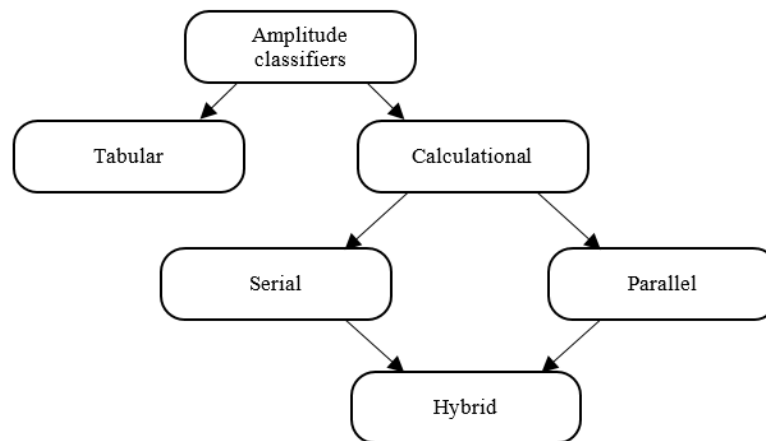 Amplitude
classifiers
Tabular
Calculational
Serial
Parallel
Hybrid